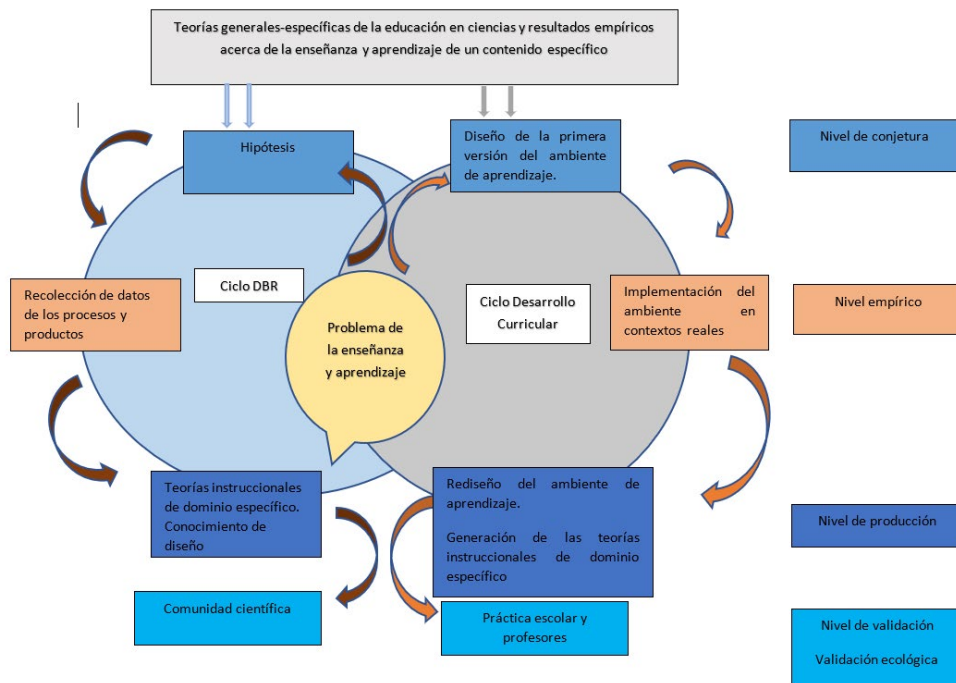 Teorías generales-específicas de la educación en ciencias y resultados empíricos
acerca de la enseñanza y aprendizaje de un contenido específico
Hipótesis
Diseño de la primera
versión del ambiente
de aprendizaje.
Nivel de conjetura
Recolección de datos
de los procesos y
productos
Ciclo DBR
Problema de
la enseñanza
y aprendizaje
Ciclo Desarrollo
Curricular
Implementación del
ambiente en
contextos reales
Nivel empírico
Teorías instruccionales
de dominio específico.
Conocimiento de
diseño
Rediseño del ambiente de
aprendizaje.
Generación de las teorías
instruccionales de dominio
específico
Nivel de producción
Comunidad científica
Práctica escolar y
profesores
Nivel de validación
Validación ecológica